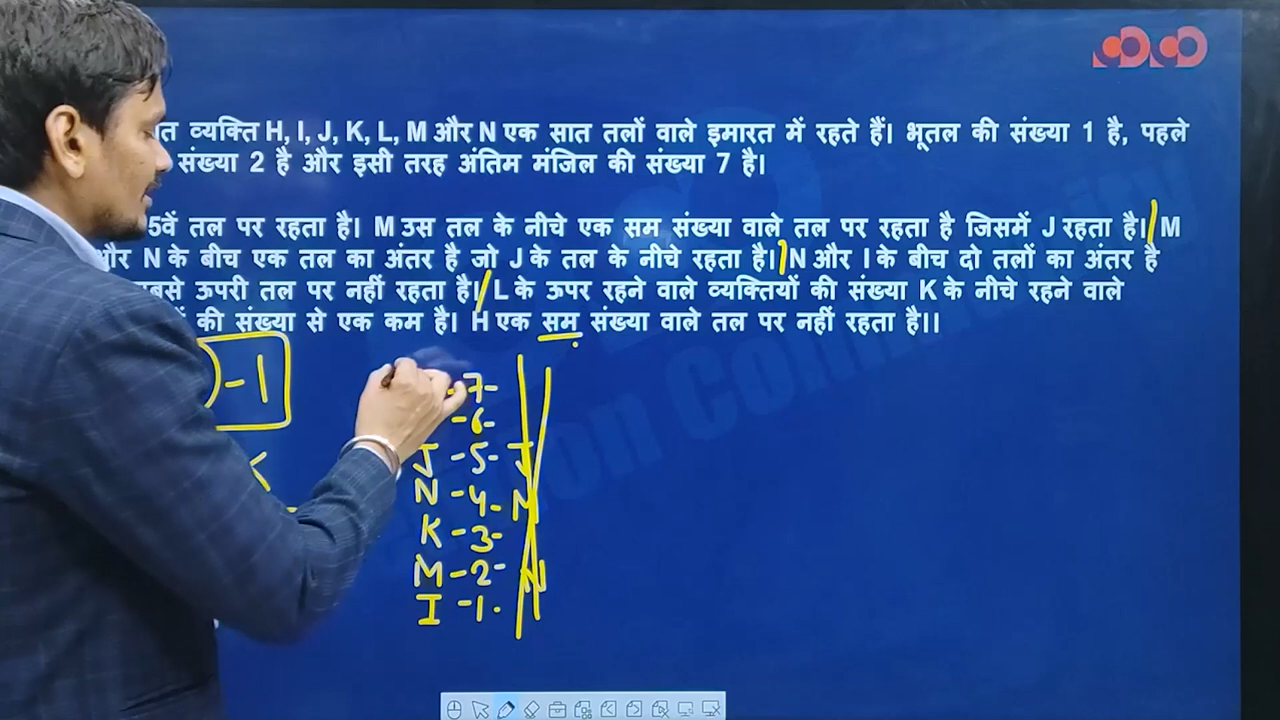 व्यक्ति H, I, J, K, L, M और N एक सात तलों वाले इमारत में रहते हैं। भूतल की संख्या 1 है, पहले
संख्या 2 है और इसी तरह अंतिम मंजिल की संख्या 7 है।
5वें तल पर रहता है। M उस तल के नीचे एक सम संख्या वाले तल पर रहता है जिसमें J रहता है। M
और N के बीच एक तल का अंतर है जो J के तल के नीचे रहता है। N और I के बीच दो तलों का अंतर है
ऊपरी तल पर नहीं रहता है। L के ऊपर रहने वाले व्यक्तियों की संख्या K के नीचे रहने वाले
की संख्या से एक कम है। H एक सम संख्या वाले तल पर नहीं रहता है।।
-1
K
-7-
-6-
J -5- J
N -4- M
K -3-
M -2- N
I -1-